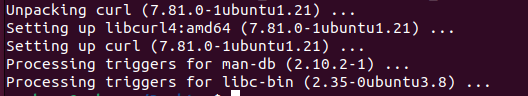 Unpacking curl (7.81.0-1ubuntu1.21) ...
Setting up libcurl4:amd64 (7.81.0-1ubuntu1.21) ...
Setting up curl (7.81.0-1ubuntu1.21) ...
Processing triggers for man-db (2.10.2-1) ...
Processing triggers for libc-bin (2.35-0ubuntu3.8) ...